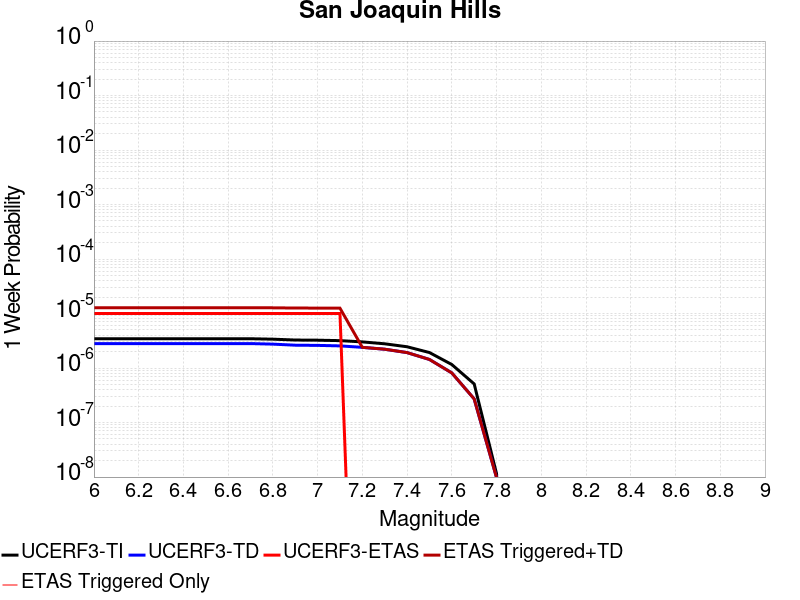 San Joaquin Hills
10^0
10^-1
10^-2
10^-3
10^-4
10^-5
10^-6
10^-7
10^-8
1 Week Probability
6 6.2 6.4 6.6 6.8 7 7.2 7.4 7.6 7.8 8 8.2 8.4 8.6 8.8 9
Magnitude
UCERF3-TI UCERF3-TD UCERF3-ETAS ETAS Triggered+TD
ETAS Triggered Only